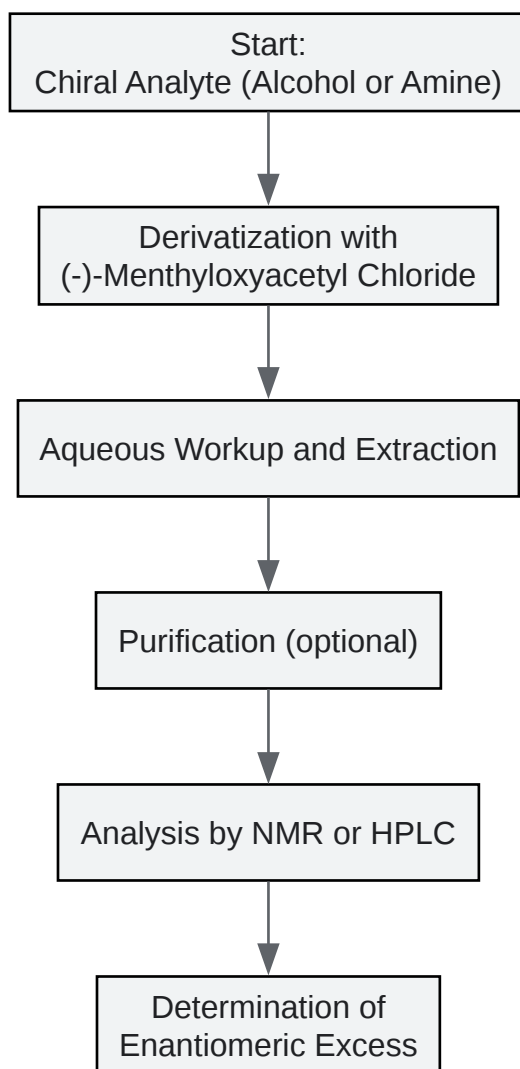 Start:
Chiral Analyte (Alcohol or Amine)
Derivatization with
(-)-Menthyloxyacetyl Chloride
Aqueous Workup and Extraction
Purification (optional)
Analysis by NMR or HPLC
Determination of
Enantiomeric Excess